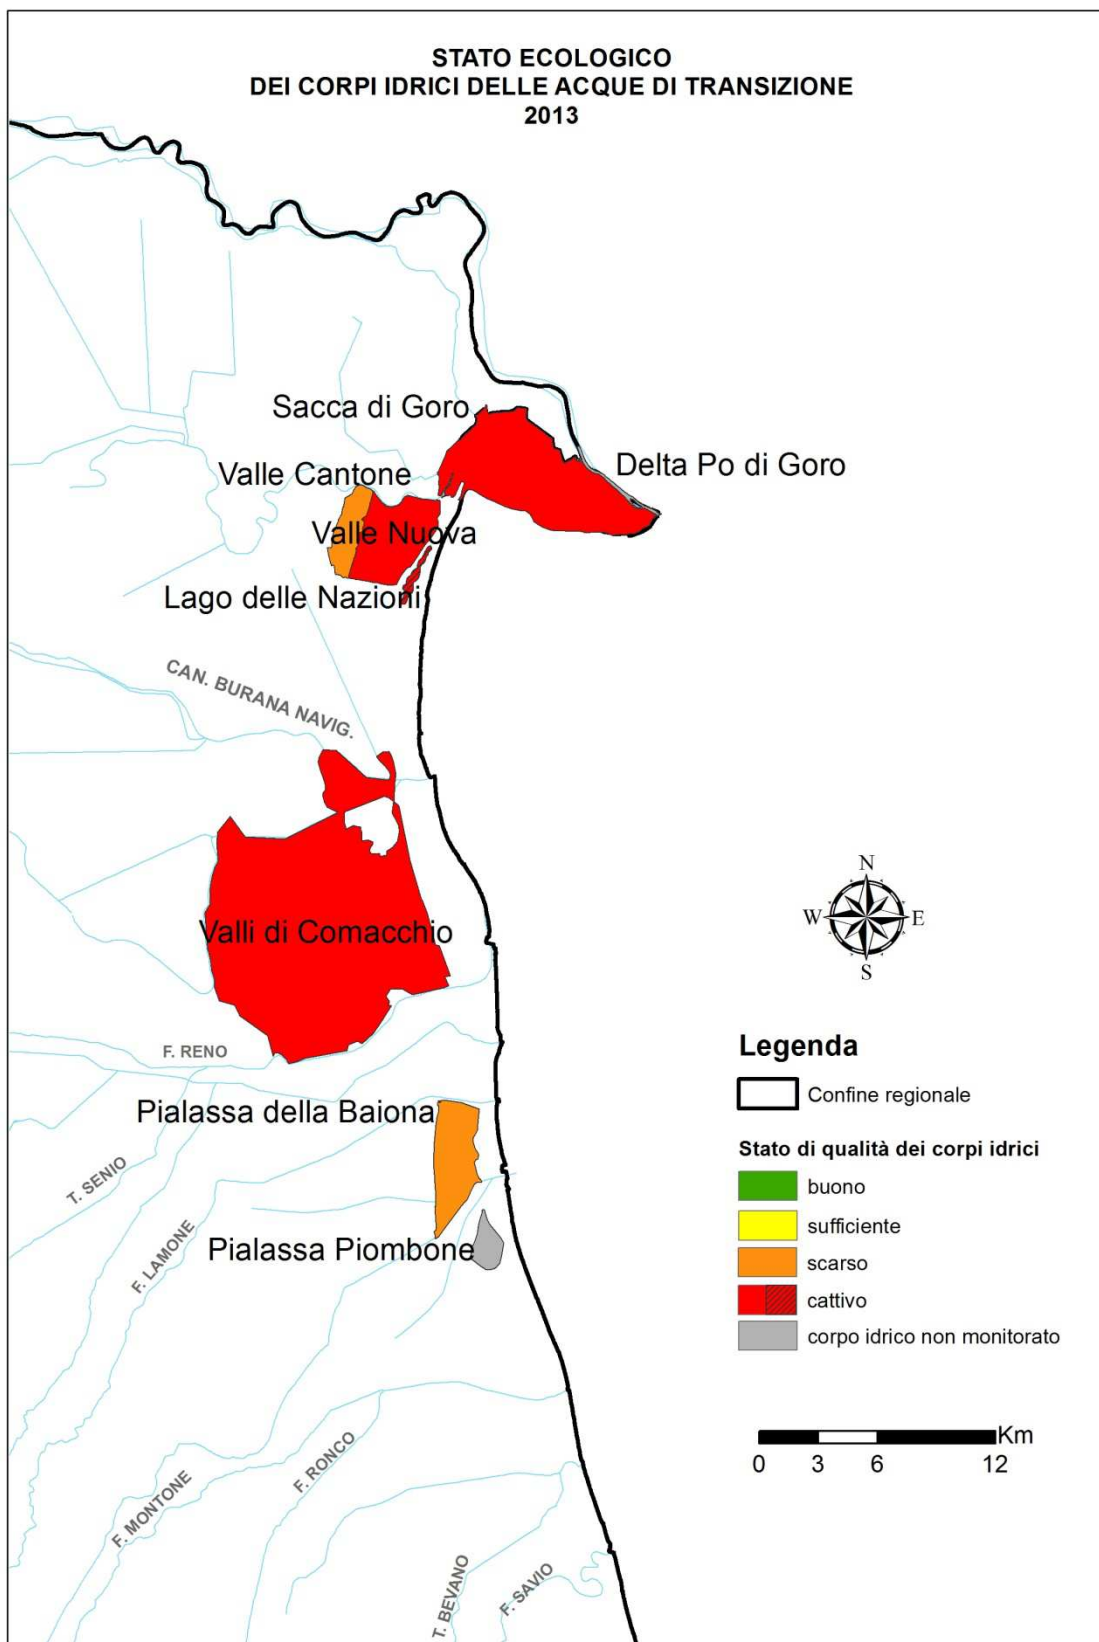 STATO ECOLOGICO
DEI CORPI IDRICI DELLE ACQUE DI TRANSIZIONE
2013
Sacca di Goro
Delta Po di Goro
Valle Cantone
Valle Nuova
Lago delle Nazioni
CAN. BURANA NAVIG.
Valli di Comacchio
N
W
E
S
F. RENO
Pialassa della Baiona
T. SENIO
F. LAMONE
Pialassa Piombone
F. MONTONE
F. RONCO
T. BEVANO
F. SAVIO
Legenda
Confine regionale
Stato di qualità dei corpi idrici
buono
sufficiente
scarso
cattivo
corpo idrico non monitorato
Km
0 3 6 12